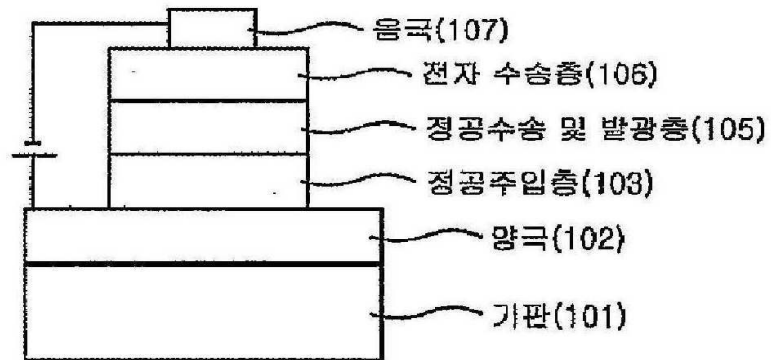 음극(107)
전자 수송층(106)
정공수송 및 발광층(105)
정공주입층(103)
양극(102)
기판(101)